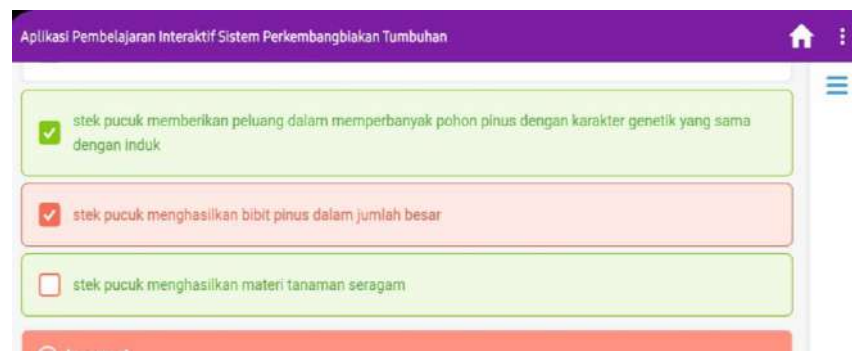 Aplikasi Pembelajaran Interaktif Sistem Perkembangbiakan Tumbuhan
stek pucuk memberikan peluang dalam memperbanyak pohon pinus dengan karakter genetik yang sama
dengan induk
stek pucuk menghasilkan bibit pinus dalam jumlah besar
stek pucuk menghasilkan materi tanaman seragam